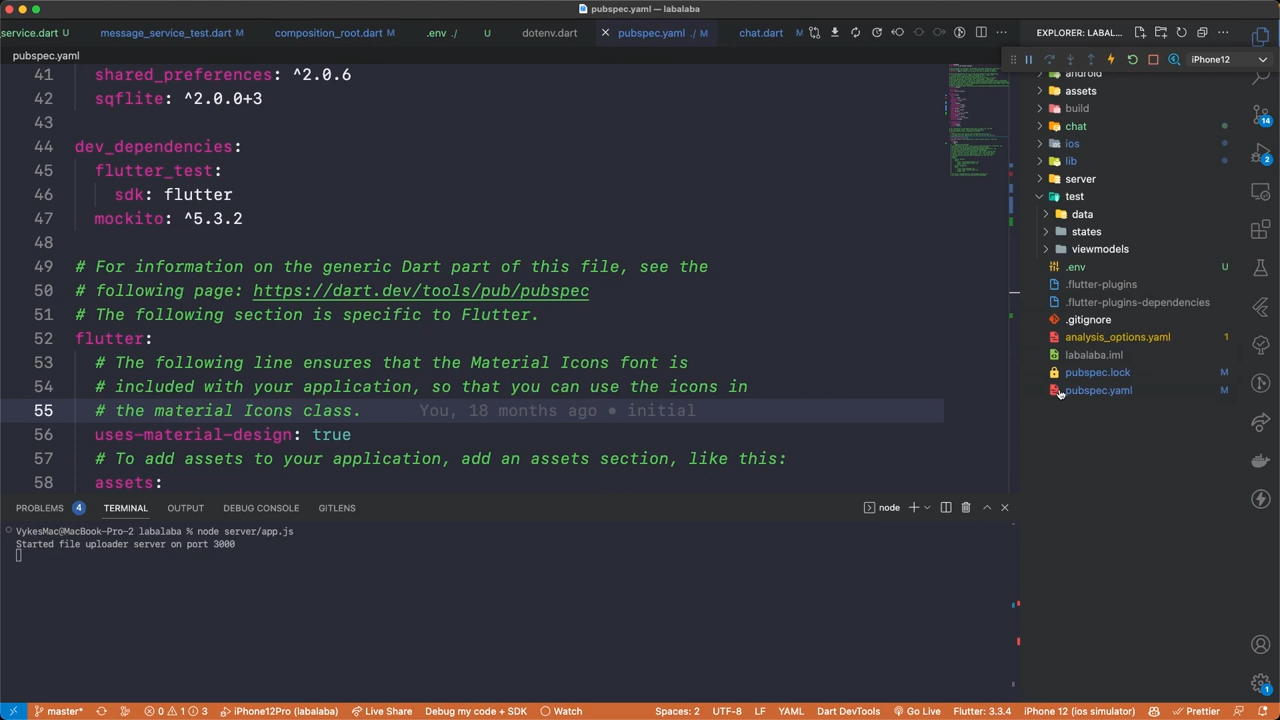 pubspec.yaml — labalaba
service.dart U
message_service_test.dart M
composition_root.dart M
.env ./ U
dotenv.dart
pubspec.yaml ./ M
chat.dart M
EXPLORER: LABAL...
pubspec.yaml
iPhone12
41 shared_preferences: ^2.0.6
42 sqflite: ^2.0.0+3
43
44 dev_dependencies:
45 flutter_test:
46 sdk: flutter
47 mockito: ^5.3.2
48
49 # For information on the generic Dart part of this file, see the
50 # following page: https://dart.dev/tools/pub/pubspec
51 # The following section is specific to Flutter.
52 flutter:
53 # The following line ensures that the Material Icons font is
54 # included with your application, so that you can use the icons in
55 # the material Icons class. You, 18 months ago • initial
56 uses-material-design: true
57 # To add assets to your application, add an assets section, like this:
58 assets:
android
assets
build
chat
ios
lib
server
test
data
states
viewmodels
.env U
.flutter-plugins
.flutter-plugins-dependencies
.gitignore
analysis_options.yaml 1
labalaba.iml
pubspec.lock M
pubspec.yaml M
14
2
1
PROBLEMS 4 TERMINAL OUTPUT DEBUG CONSOLE GITLENS
node
VykesMac@MacBook-Pro-2 labalaba % node server/app.js
Started file uploader server on port 3000
master* 0 1 3 iPhone12Pro (labalaba) Live Share Debug my code + SDK Watch Spaces: 2 UTF-8 LF YAML Dart DevTools Go Live Flutter: 3.3.4 iPhone 12 (ios simulator) Prettier